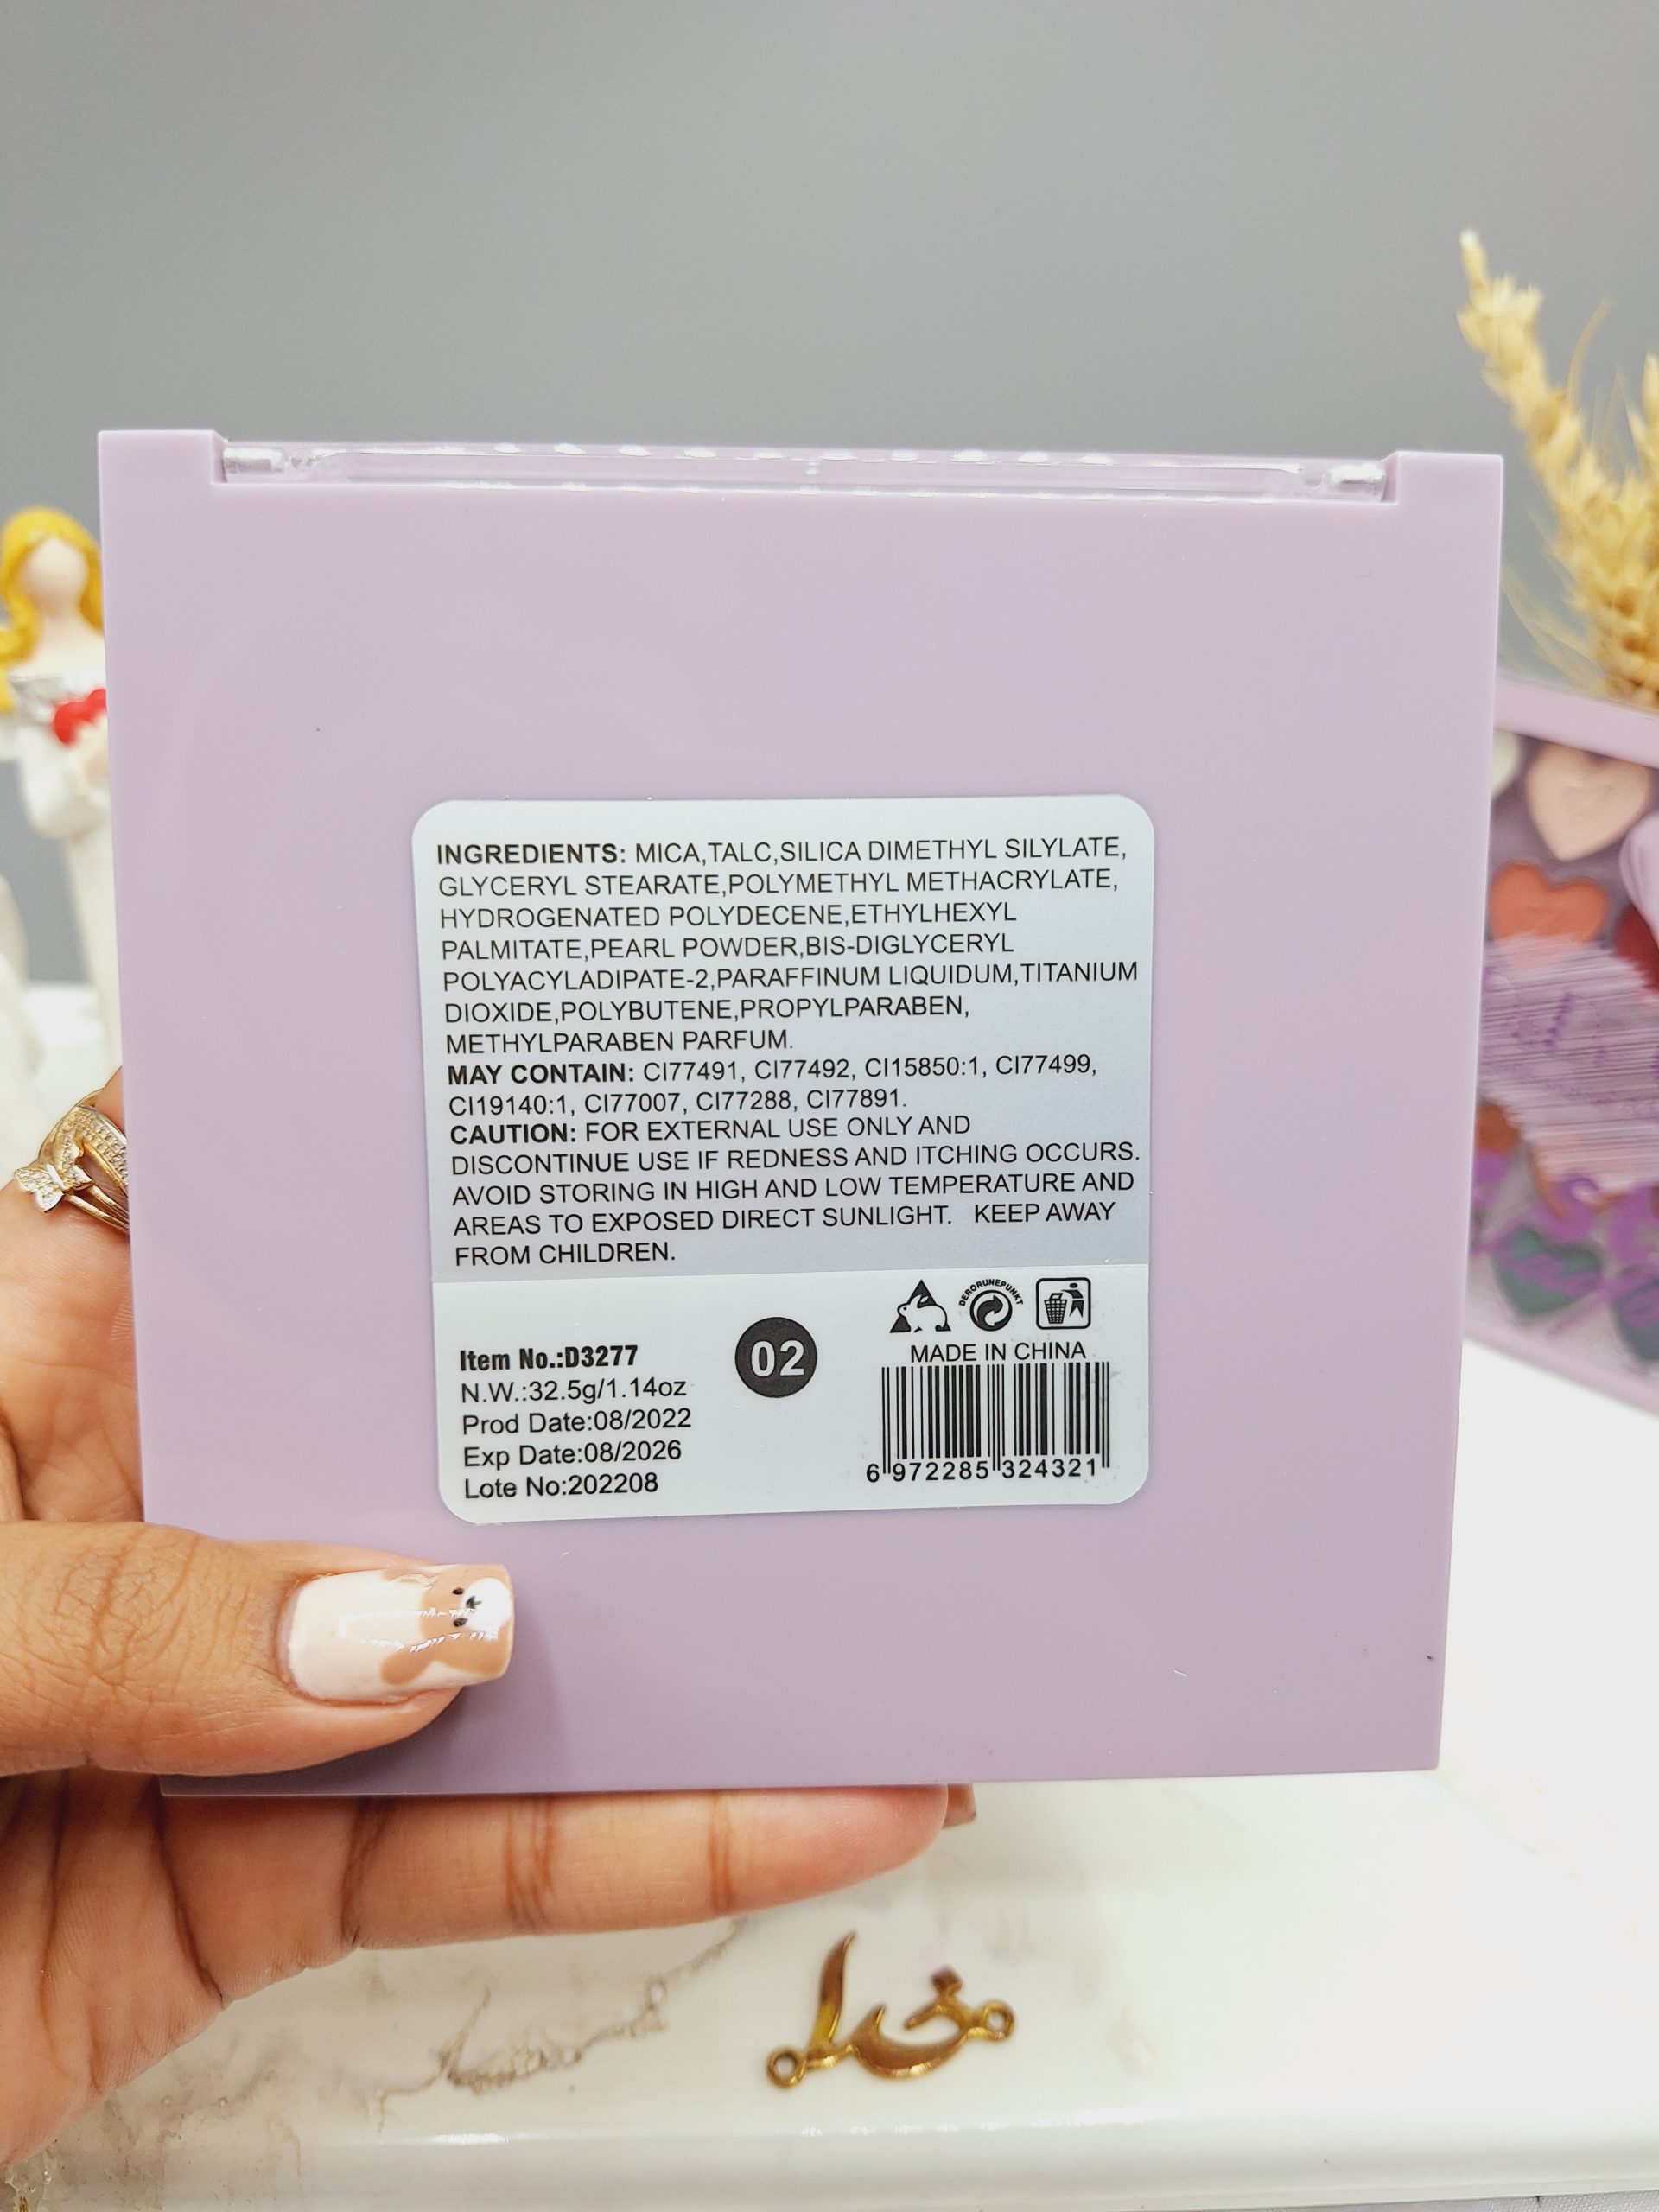 INGREDIENTS: MICA,TALC,SILICA DIMETHYL SILYLATE,
GLYCERYL STEARATE,POLYMETHYL METHACRYLATE,
HYDROGENATED POLYDECENE,ETHYLHEXYL
PALMITATE,PEARL POWDER,BIS-DIGLYCERYL
POLYACYLADIPATE-2,PARAFFINUM LIQUIDUM,TITANIUM
DIOXIDE,POLYBUTENE,PROPYLPARABEN,
METHYLPARABEN PARFUM.
MAY CONTAIN: CI77491, CI77492, CI15850:1, CI77499,
CI19140:1, CI77007, CI77288, CI77891.
CAUTION: FOR EXTERNAL USE ONLY AND
DISCONTINUE USE IF REDNESS AND ITCHING OCCURS.
AVOID STORING IN HIGH AND LOW TEMPERATURE AND
AREAS TO EXPOSED DIRECT SUNLIGHT. KEEP AWAY
FROM CHILDREN.
DERORUNEPUNKT
MADE IN CHINA
Item No.:D3277
02
N.W.:32.5g/1.14oz
Prod Date:08/2022
Exp Date:08/2026
Lote No:202208
6 972285 324321